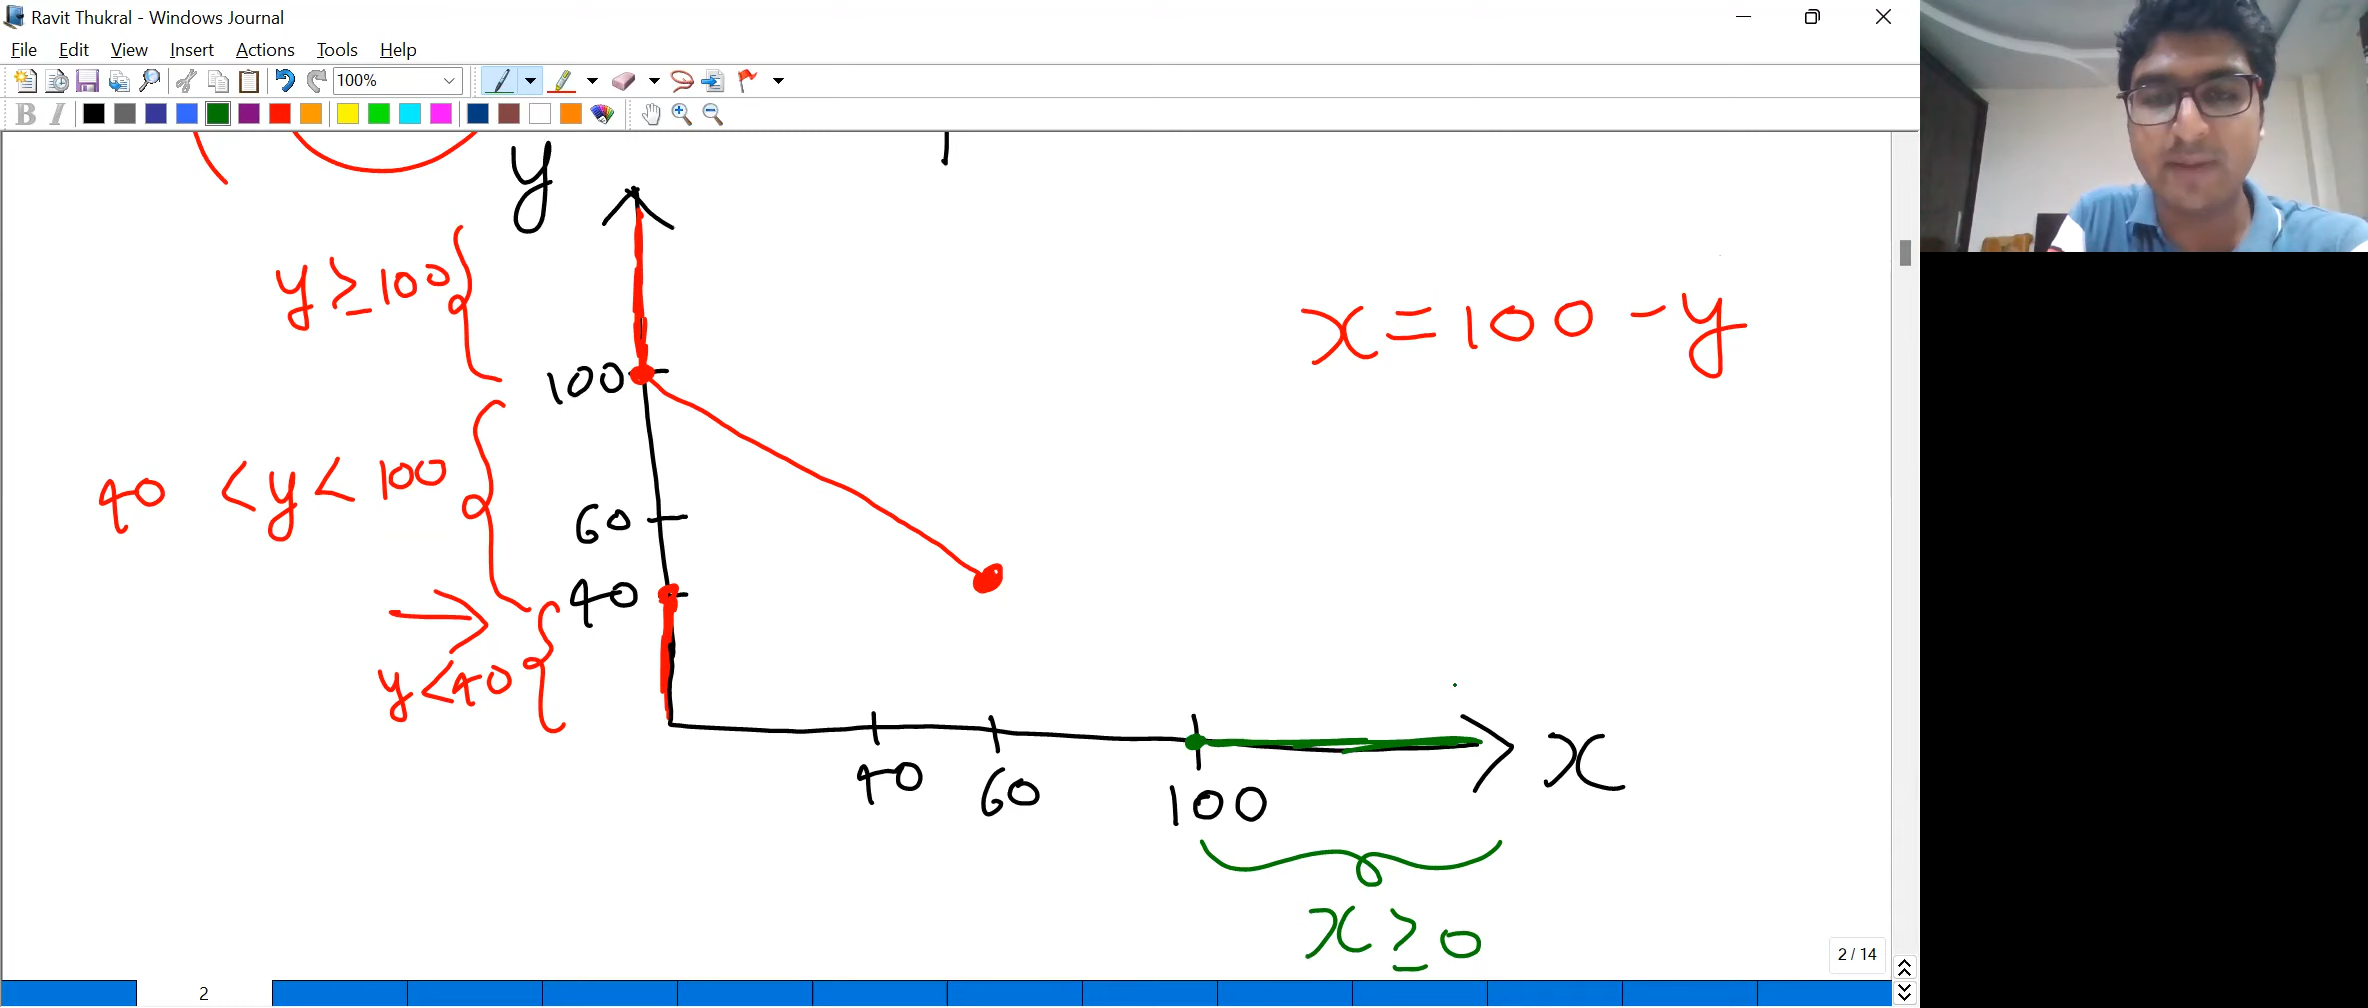 Ravit Thukral - Windows Journal
File Edit View Insert Actions Tools Help
100%
B I
y
y ≥ 100
x = 100 - y
100
40 < y < 100
60
40
y < 40
x
40 60 100
x ≥ 0
2 / 14
2